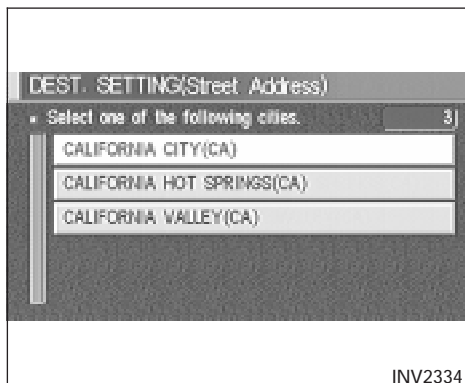 DEST. SETTING(Street Address)
Select one of the following cities. 3
CALIFORNIA CITY(CA)
CALIFORNIA HOT SPRINGS(CA)
CALIFORNIA VALLEY(CA)
INV2334